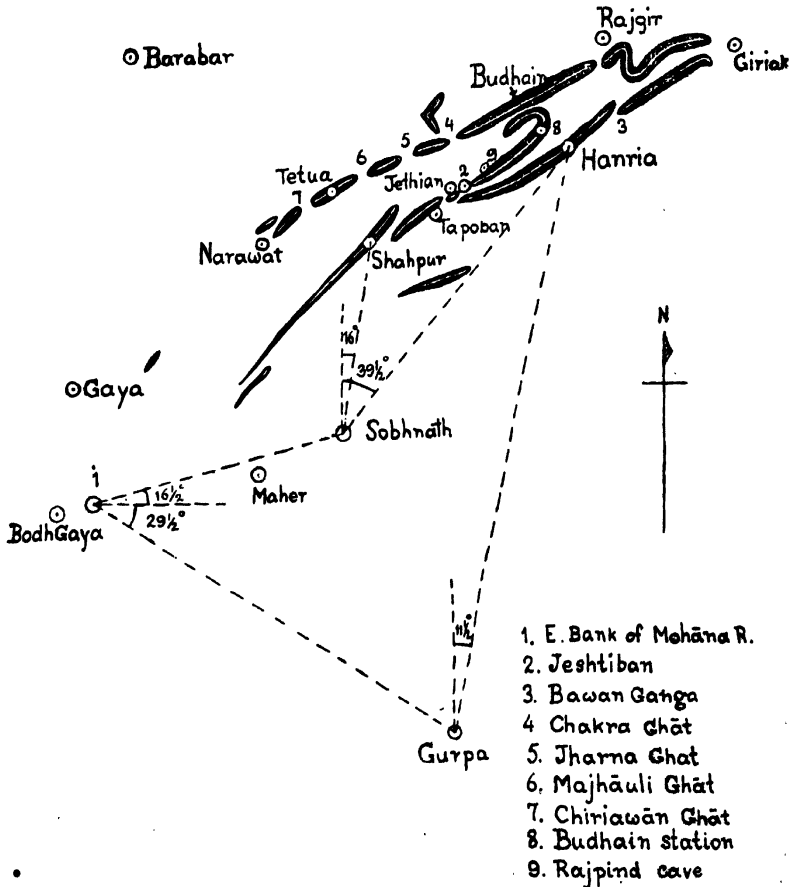 Rajgir
Barabar
Giriak
Budhain
4
8
3
5
6
9
2
Hanria
Tetua
Jethian
7
Tapoban
Narawat
Shahpur
16°
N
39½°
Gaya
Sobhnath
1
16½°
Maher
29½°
BodhGaya
11½°
Gurpa
1. E. Bank of Mohāna R.
2. Jeshtiban
3. Bawan Ganga
4 Chakra Ghāt
5. Jharna Ghat
6. Majhāuli Ghāt
7. Chiriawān Ghāt
8. Budhain station
9. Rajpind cave